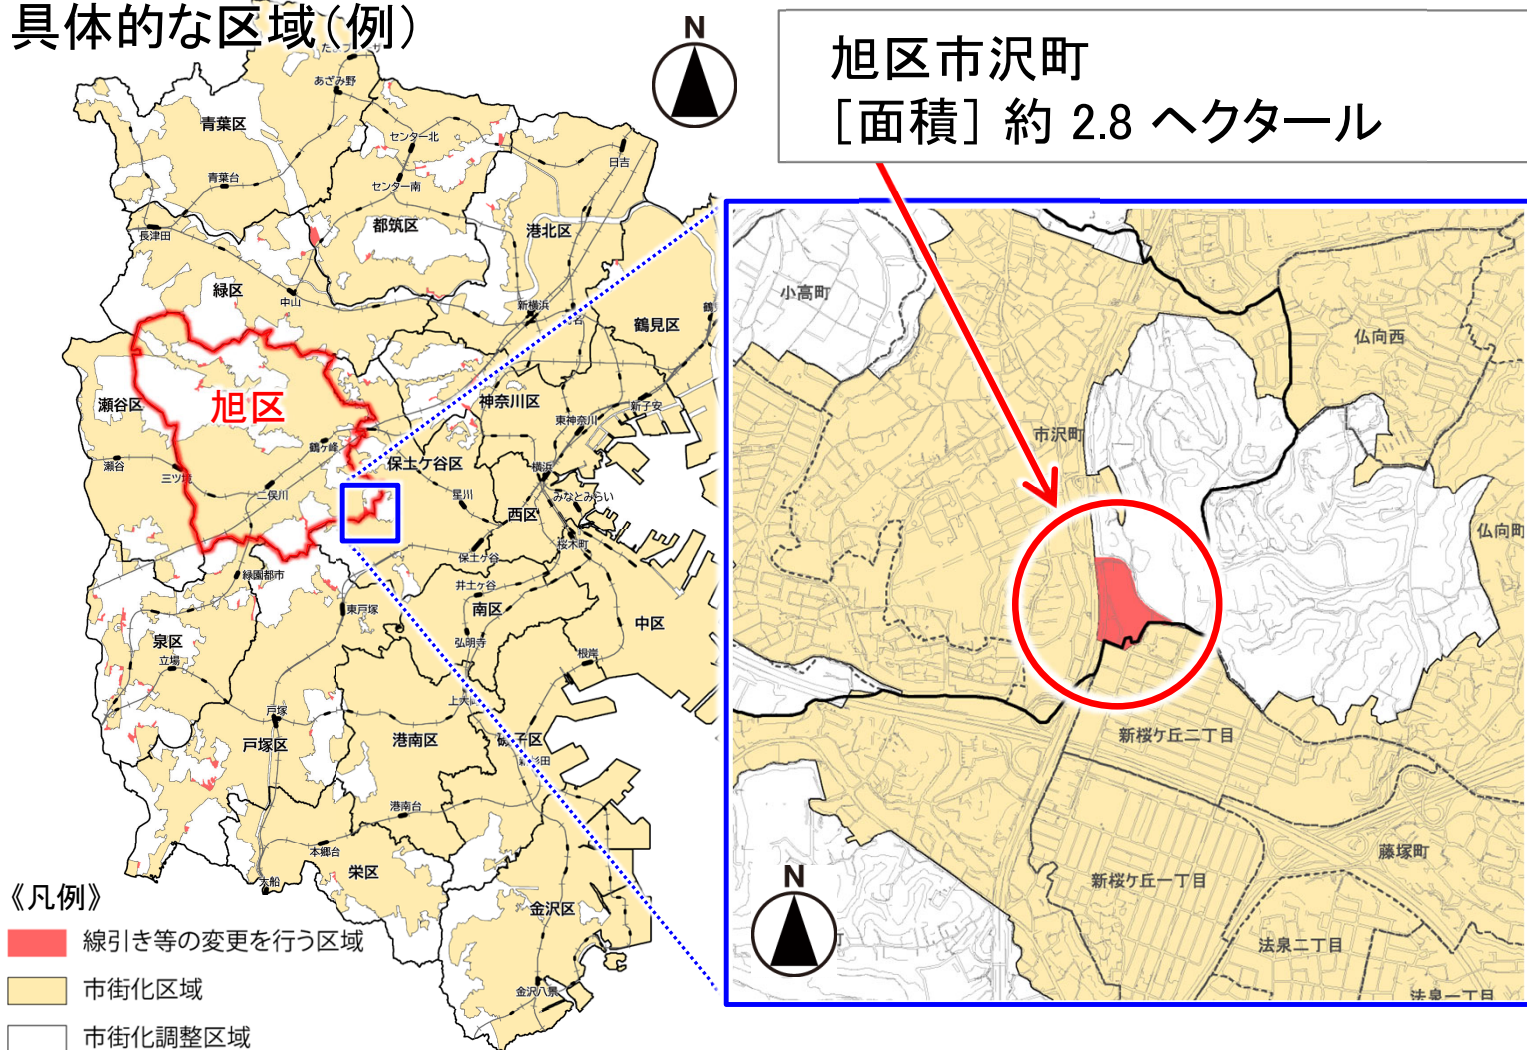 具体的な区域(例)
N
旭区市沢町
[面積] 約 2.8 ヘクタール
あざみ野
青葉区
センター北
日吉
青葉台
センター南
都筑区
港北区
長津田
緑区
中山
新横浜
鶴見区
瀬谷区
旭区
神奈川区
新子安
東神奈川
鶴ヶ峰
保土ケ谷区
瀬谷
三ツ境
二俣川
星川
横浜
みなとみらい
西区
桜木町
保土ヶ谷
緑園都市
井土ヶ谷
東戸塚
南区
中区
泉区
弘明寺
立場
根岸
戸塚
戸塚区
港南区
磯子区
港南台
本郷台
栄区
大船
金沢区
金沢八景
小高町
仏向西
市沢町
仏向町
新桜ケ丘二丁目
藤塚町
新桜ケ丘一丁目
法泉二丁目
法泉一丁目
N
《凡例》
線引き等の変更を行う区域
市街化区域
市街化調整区域